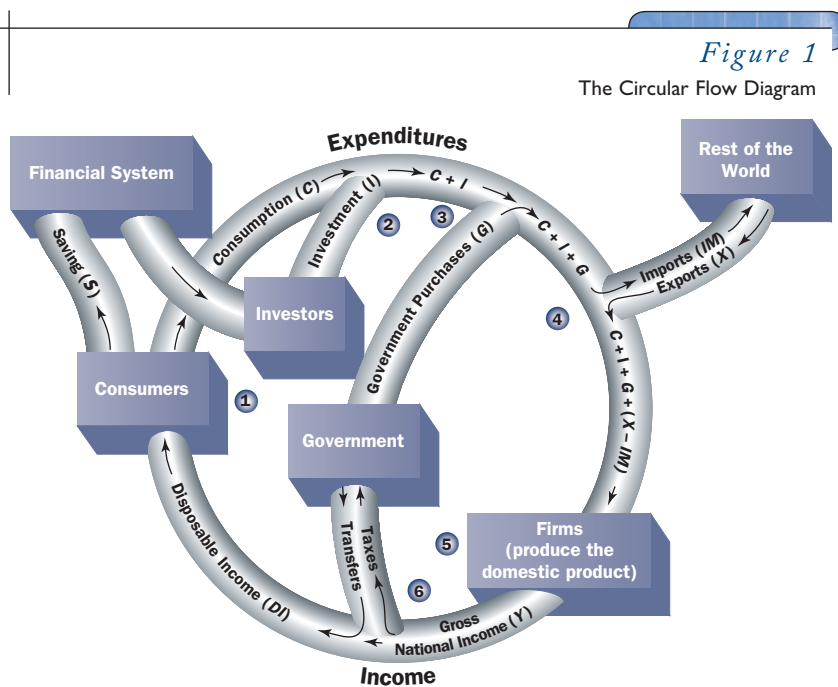 Figure 1
The Circular Flow Diagram
Expenditures
Rest of the
World
Financial System
Consumption (C)
C + I
Investment (I)
2
3
Government Purchases (G)
C + I + G
Imports (IM)
Exports (X)
Saving (S)
Investors
4
C + I + G + (X – IM)
Consumers
1
Government
Firms
(produce the
domestic product)
5
6
Disposable Income (DI)
Transfers
Taxes
Gross
National Income (Y)
Income